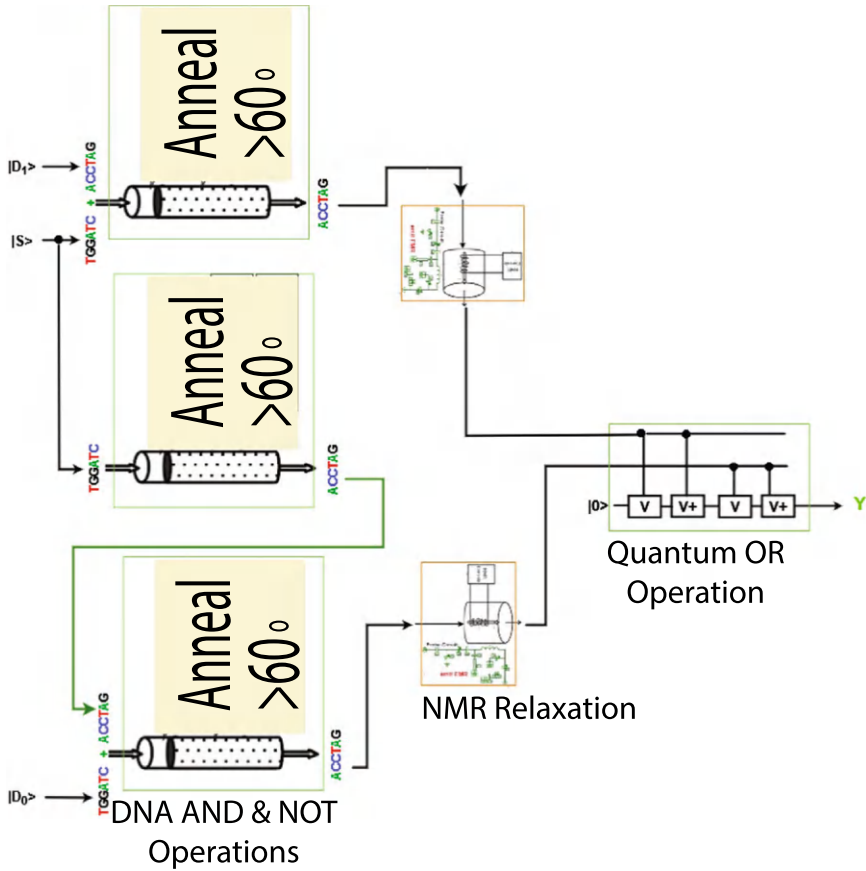 Anneal
>60°
|D₁>
TGGATC + ACCTAG
|S>
ACCTAG
Anneal
>60°
TGGATC
ACCTAG
|0>
V
V+
V
V+
Y
Quantum OR
Operation
Anneal
>60°
TGGATC + ACCTAG
|D₀>
ACCTAG
NMR Relaxation
DNA AND & NOT
Operations